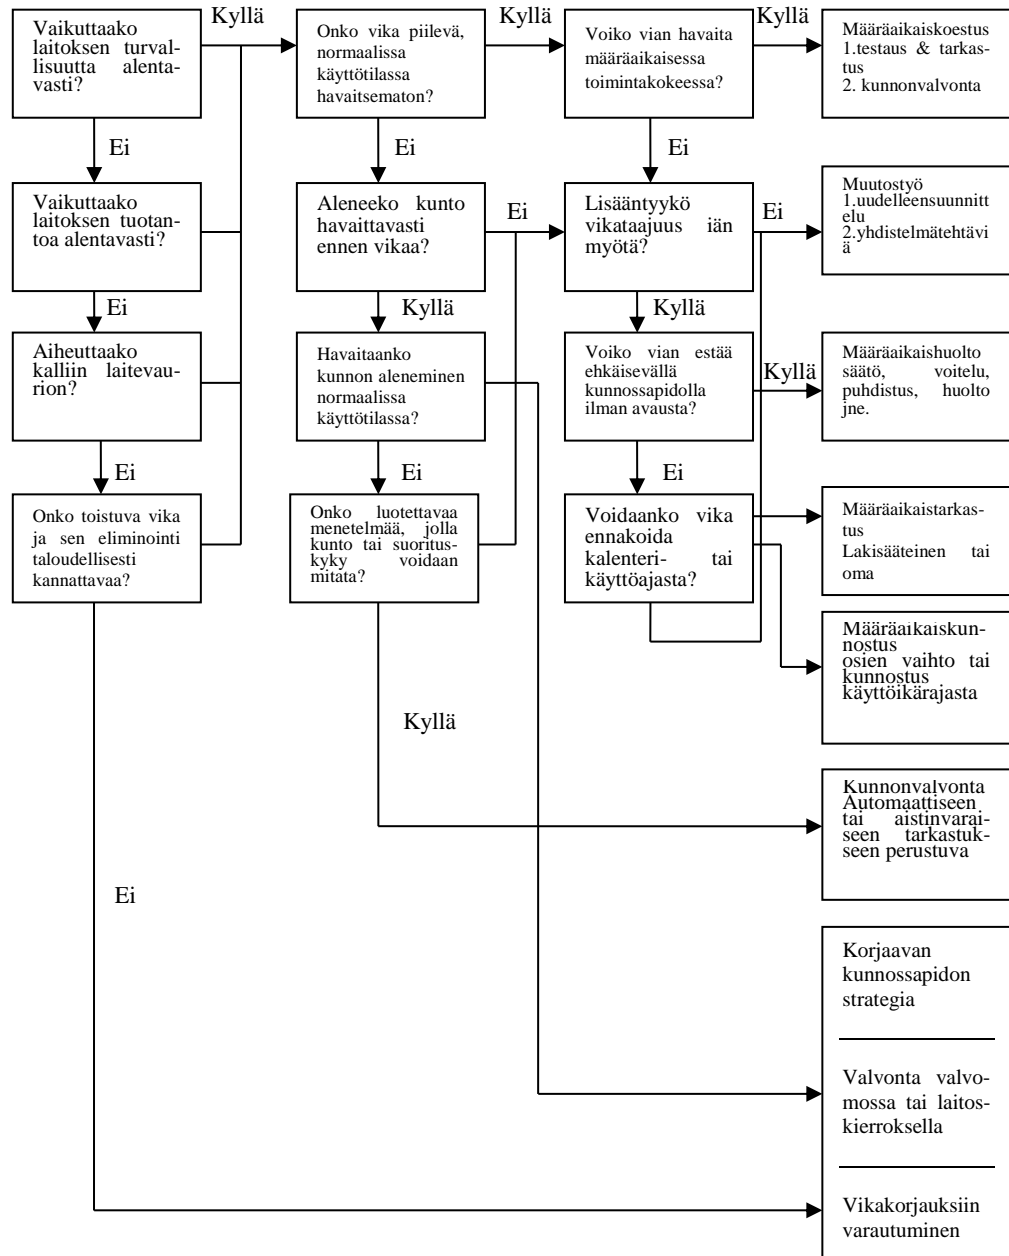 Vaikuttaako
laitoksen turval-
lisuutta alenta-
vasti?
Kyllä
Onko vika piilevä,
normaalissa
käyttötilassa
havaitsematon?
Kyllä
Voiko vian havaita
määräaikaisessa
toimintakokeessa?
Kyllä
Määräaikaiskoestus
1.testaus & tarkas-
tus
2. kunnonvalvonta
Ei
Ei
Ei
Vaikuttaako
laitoksen tuotan-
toa alentavasti?
Aleneeko kunto
havaittavasti
ennen vikaa?
Ei
Lisääntyykö
vikataajuus iän
myötä?
Ei
Muutostyö
1.uudelleensuunnitt
elu
2.yhdistelmätehtävi
ä
Ei
Kyllä
Kyllä
Aiheuttaako
kalliin laitevau-
rion?
Havaitaanko
kunnon aleneminen
normaalissa
käyttötilassa?
Voiko vian estää
ehkäisevällä
kunnossapidolla
ilman avausta?
Kyllä
Määräaikaishuolto
säätö, voitelu,
puhdistus, huolto
jne.
Ei
Ei
Ei
Onko toistuva vika
ja sen eliminointi
taloudellisesti
kannattavaa?
Onko luotettavaa
menetelmää, jolla
kunto tai suoritus-
kyky voidaan
mitata?
Voidaanko vika
ennakoida
kalenteri- tai
käyttöajasta?
Määräaikaistarkas-
tus
Lakisääteinen tai
oma
Määräaikaiskun-
nostus
osien vaihto tai
kunnostus
käyttöikärajasta
Kyllä
Kunnonvalvonta
Automaattiseen
tai aistinvarai-
seen tarkastuk-
seen perustuva
Ei
Korjaavan
kunnossapidon
strategia
Valvonta valvo-
mossa tai laitos-
kierroksella
Vikakorjauksiin
varautuminen